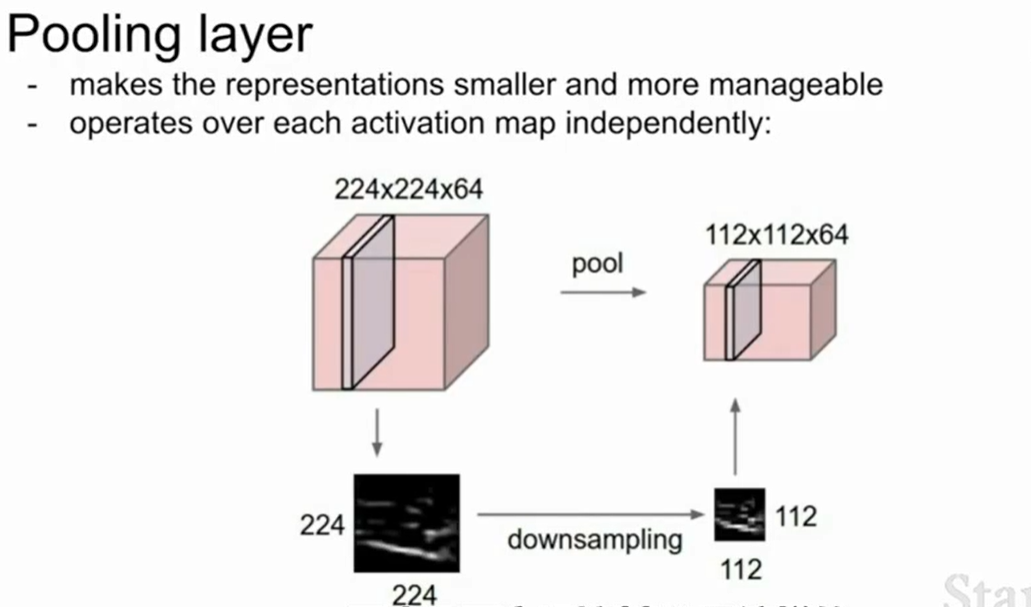 Pooling layer
- makes the representations smaller and more manageable
- operates over each activation map independently:
224x224x64
112x112x64
pool
224
downsampling
112
112
224